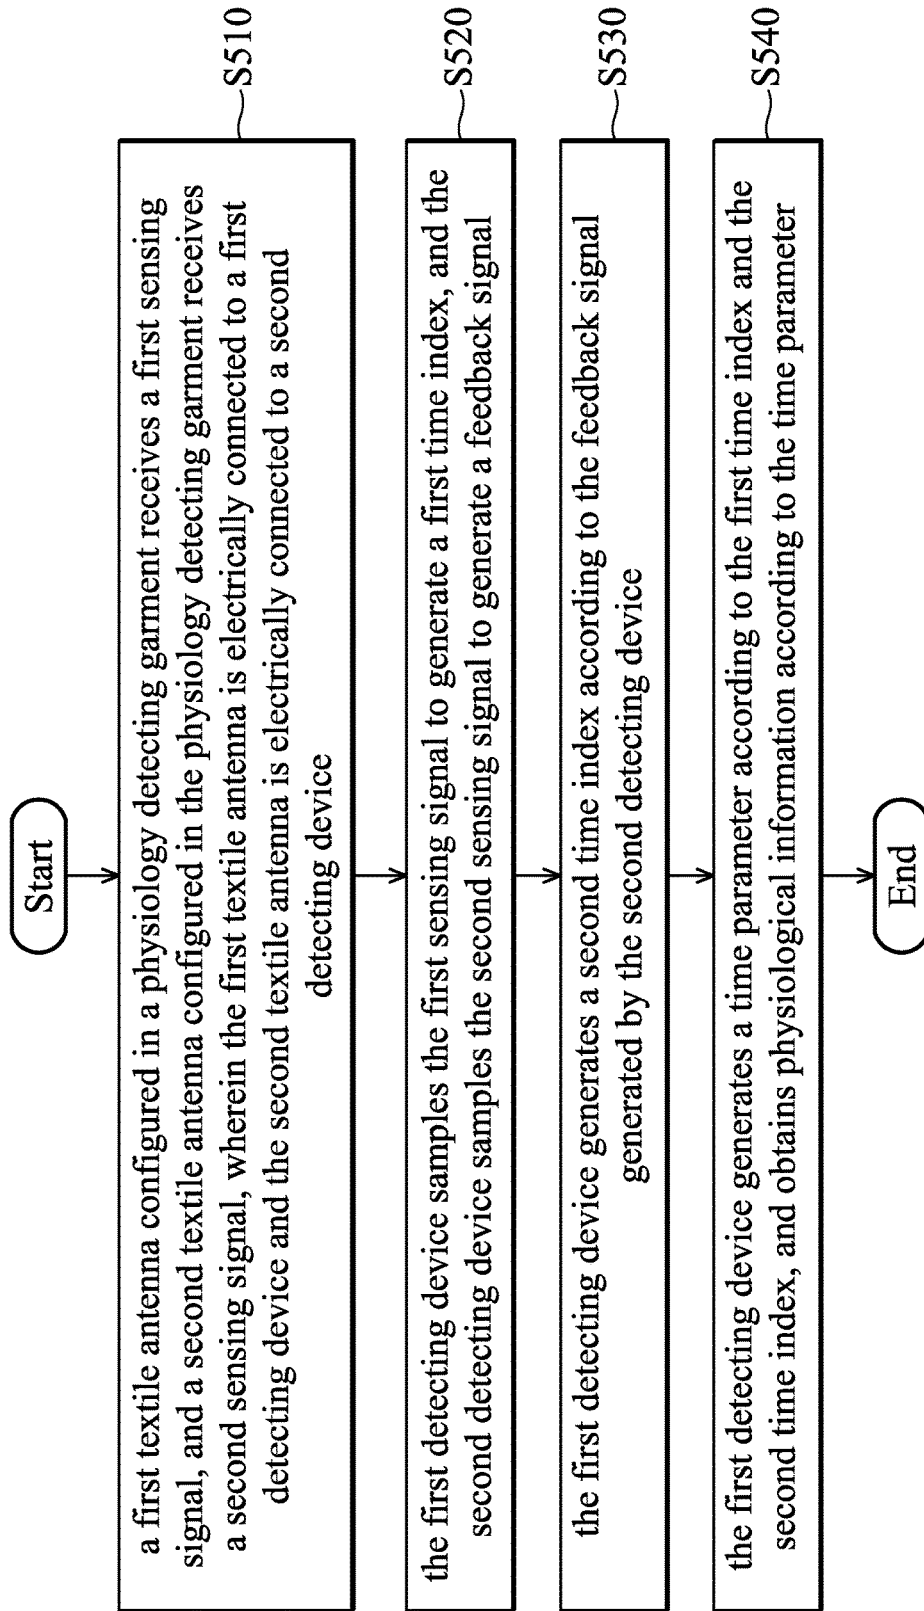 Start
a first textile antenna configured in a physiology detecting garment receives a first sensing
signal, and a second textile antenna configured in the physiology detecting garment receives
a second sensing signal, wherein the first textile antenna is electrically connected to a first
detecting device and the second textile antenna is electrically connected to a second
detecting device
S510
the first detecting device samples the first sensing signal to generate a first time index, and the
second detecting device samples the second sensing signal to generate a feedback signal
S520
the first detecting device generates a second time index according to the feedback signal
generated by the second detecting device
S530
the first detecting device generates a time parameter according to the first time index and the
second time index, and obtains physiological information according to the time parameter
S540
End